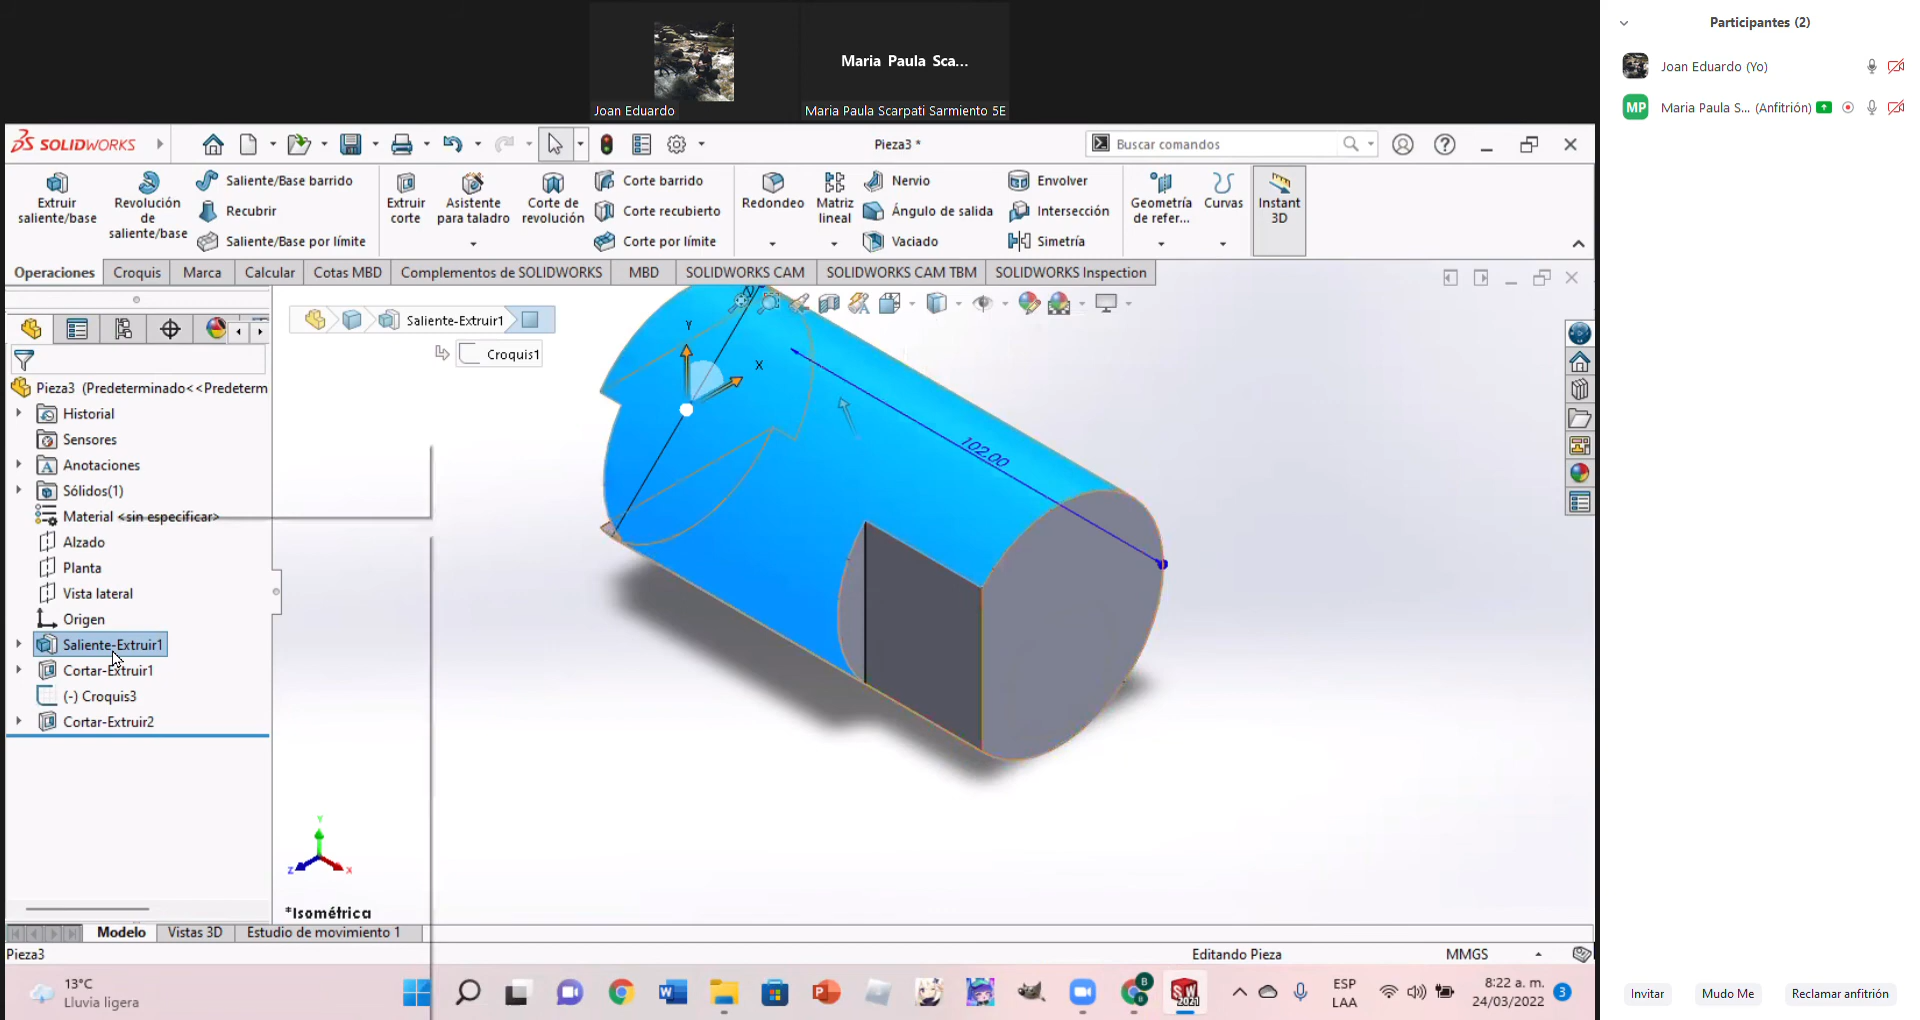 Participantes (2)
Joan Eduardo (Yo)
MP Maria Paula S... (Anfitrión)
Maria Paula Sca...
Joan Eduardo
Maria Paula Scarpati Sarmiento 5E
SOLIDWORKS
Pieza3 *
Buscar comandos
Extruir saliente/base
Revolución de saliente/base
Saliente/Base barrido
Recubrir
Saliente/Base por límite
Extruir corte
Asistente para taladro
Corte de revolución
Corte barrido
Corte recubierto
Corte por límite
Redondeo
Matriz lineal
Nervio
Ángulo de salida
Vaciado
Envolver
Intersección
Simetría
Geometría de refer...
Curvas
Instant 3D
Operaciones
Croquis
Marca
Calcular
Cotas MBD
Complementos de SOLIDWORKS
MBD
SOLIDWORKS CAM
SOLIDWORKS CAM TBM
SOLIDWORKS Inspection
Saliente-Extruir1
Croquis1
Y
X
102.00
Pieza3 (Predeterminado<<Predeterm
Historial
Sensores
Anotaciones
Sólidos(1)
Material <sin especificar>
Alzado
Planta
Vista lateral
Origen
Saliente-Extruir1
Cortar-Extruir1
(-) Croquis3
Cortar-Extruir2
Y
Z
X
*Isométrica
Modelo
Vistas 3D
Estudio de movimiento 1
Pieza3
Editando Pieza
MMGS
13°C
Lluvia ligera
ESP
LAA
8:22 a. m.
24/03/2022
3
Invitar
Mudo Me
Reclamar anfitrión